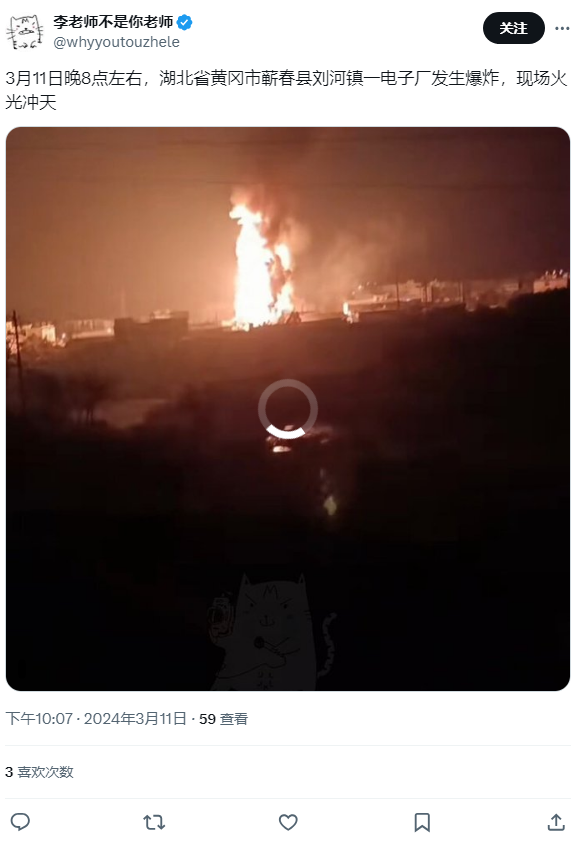 李老师不是你老师
@whyyoutouzhele
关注
3月11日晚8点左右，湖北省黄冈市蕲春县刘河镇一电子厂发生爆炸，现场火
光冲天
下午10:07 · 2024年3月11日 · 59 查看
3 喜欢次数